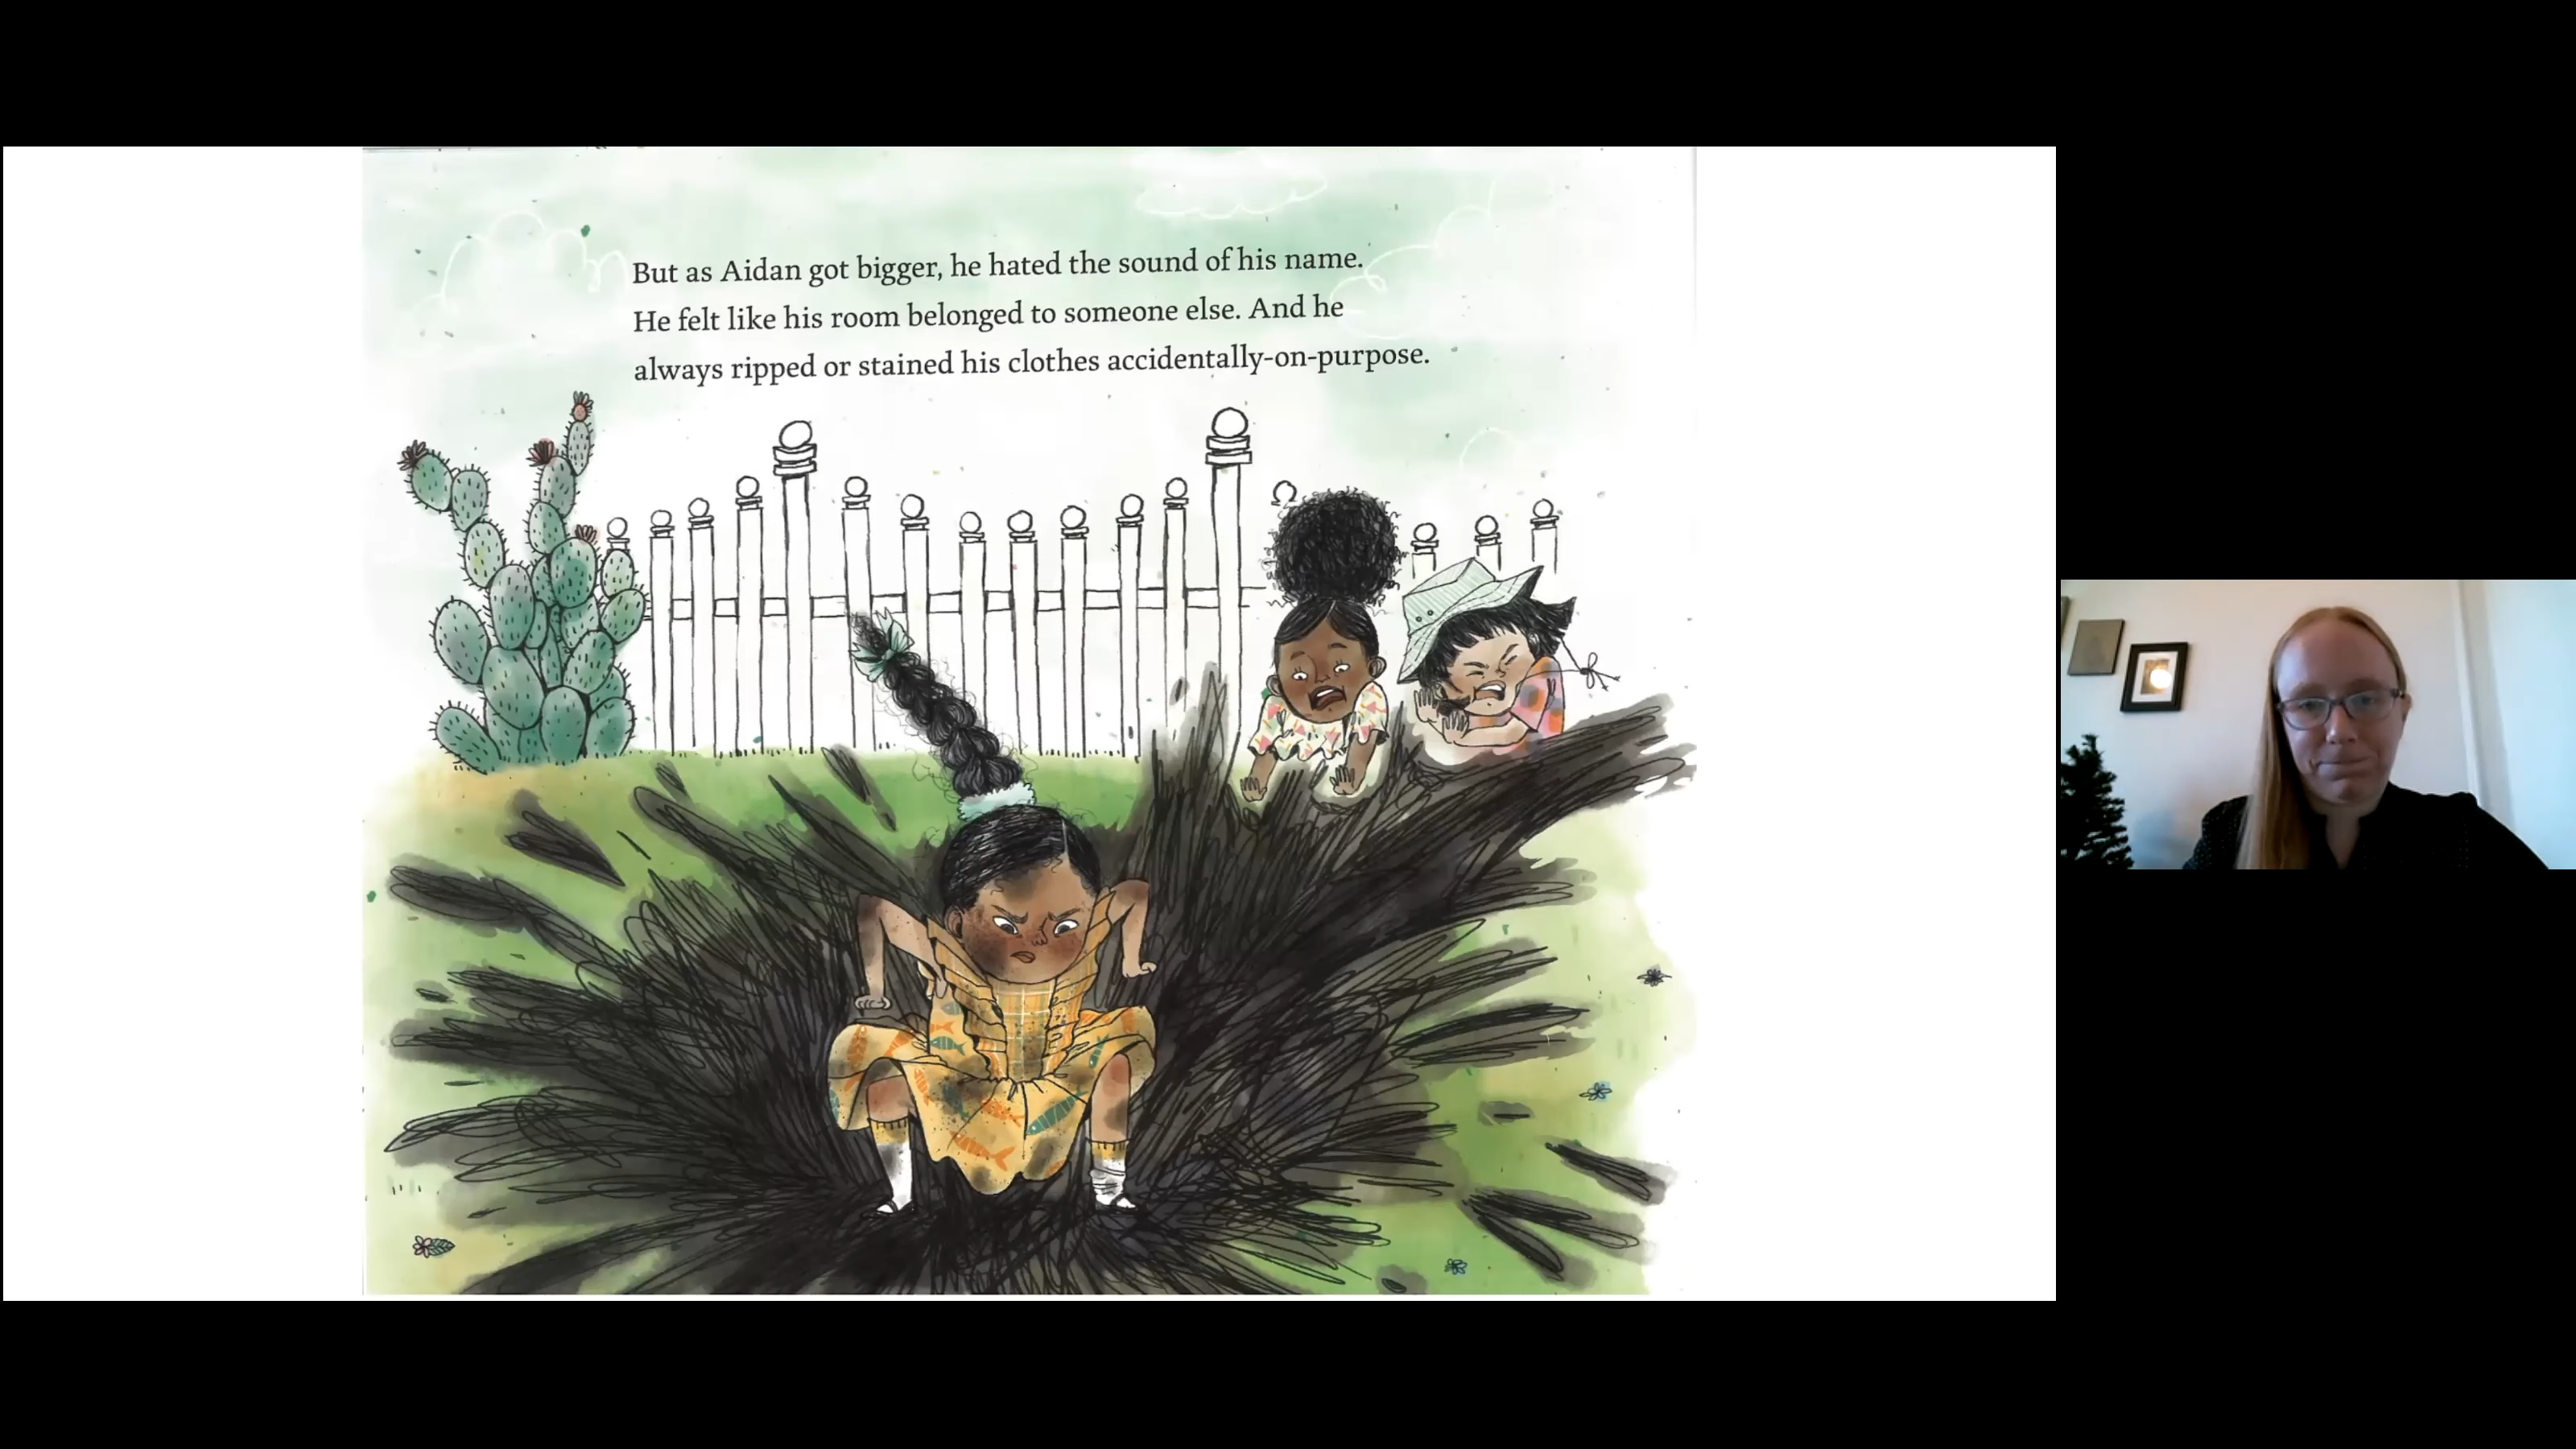 But as Aidan got bigger, he hated the sound of his name.
He felt like his room belonged to someone else. And he
always ripped or stained his clothes accidentally-on-purpose.